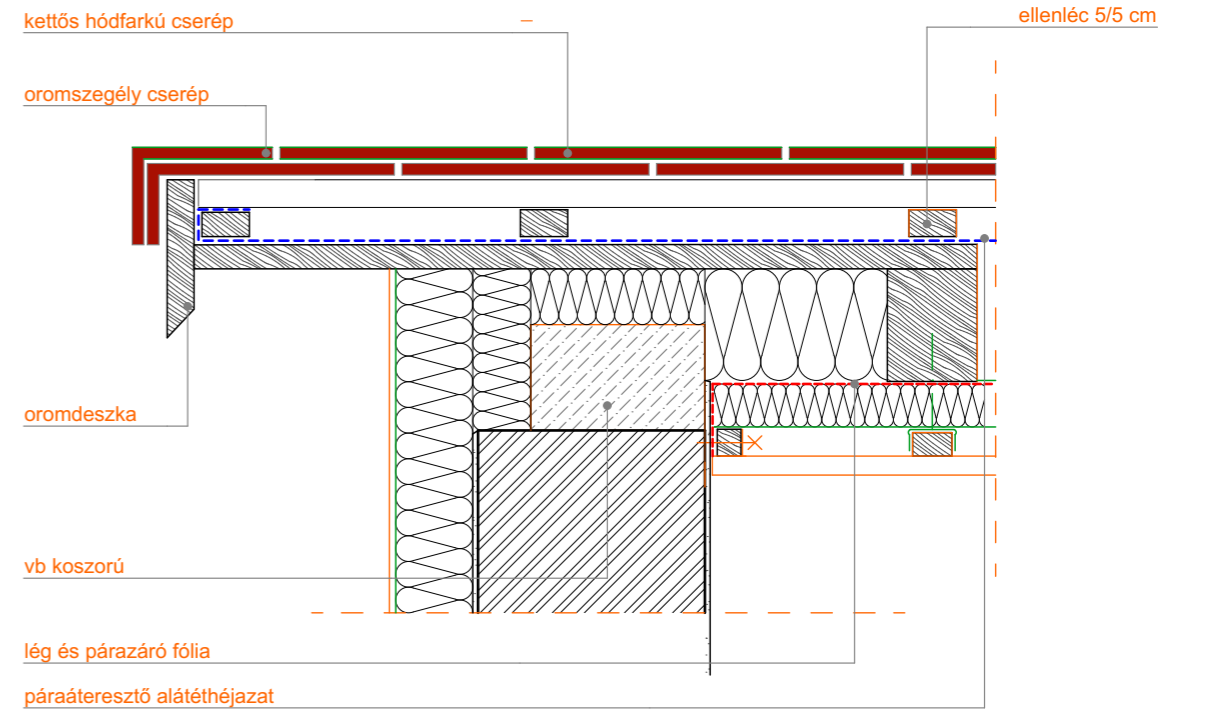 kettős hódfarkú cserép
ellenléc 5/5 cm
oromszegély cserép
oromdeszka
vb koszorú
lég és párazáró fólia
páraáteresztő alátéthéjazat